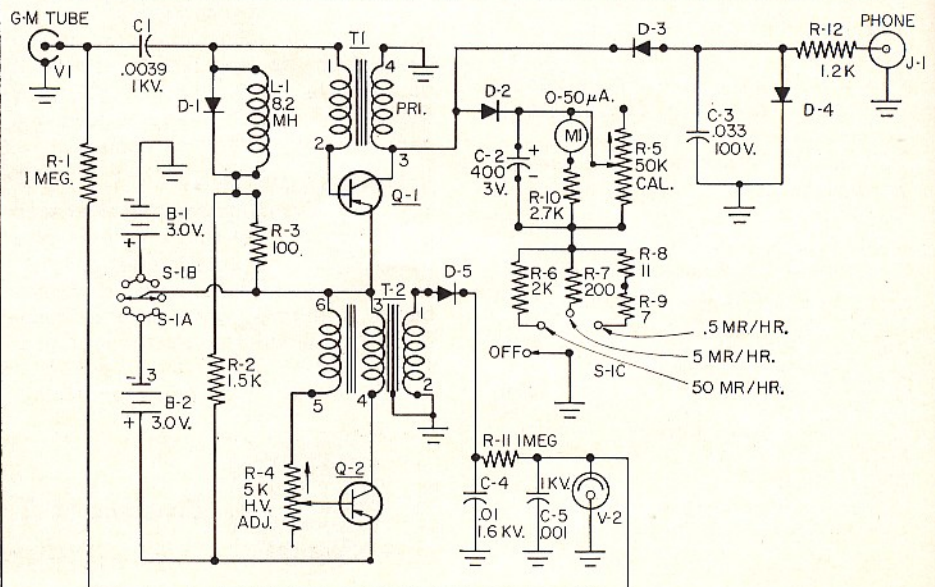 G-M TUBE
V1
C1
.0039
1KV.
D-1
L-1
8.2
MH
R-1
1 MEG.
B-1
3.0V.
-
+
R-3
100.
S-1B
S-1A
-
3
B-2
3.0V.
+
R-2
1.5K
T1
1
4
PRI.
2
3
Q-1
6
T-2
3
1
5
4
2
D-5
R-4
5K
H.V.
ADJ.
Q-2
D-2
0-50µA.
M1
C-2
400
3V.
+
-
R-10
2.7K
R-5
50K
CAL.
R-6
2K
R-7
200
R-8
11
R-9
7
OFF
S-1C
.5 MR/HR.
5 MR/HR.
50 MR/HR.
D-3
R-12
1.2K
PHONE
J-1
C-3
.033
100V.
D-4
R-11 1MEG
C-4
.01
1.6KV.
1KV.
C-5
.001
V-2